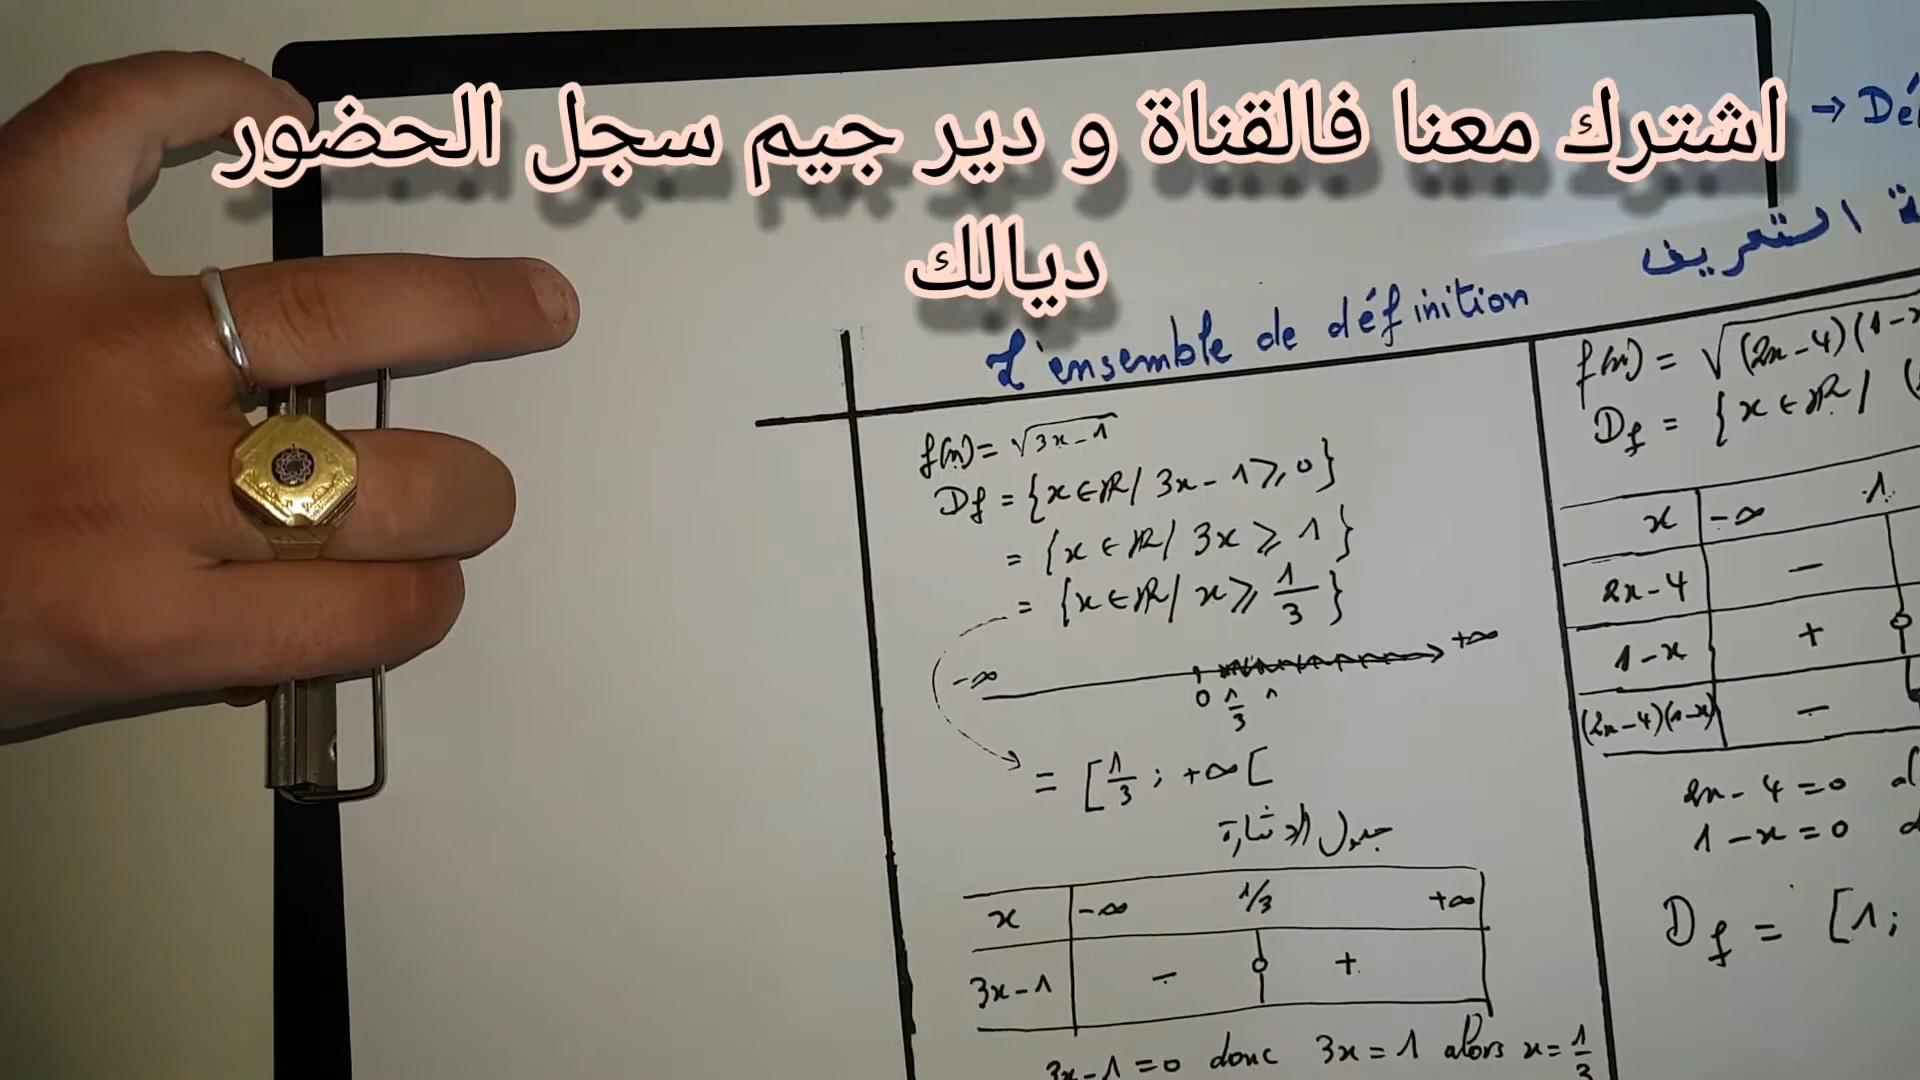 اشترك معنا فالقناة و دير جيم سجل الحضور
ديالك
→ Dé
ة التعريف
L'ensemble de définition
f(x) = √3x-1
Df = {x∈ℝ/ 3x-1⩾0}
= {x∈ℝ/ 3x ⩾ 1}
= {x∈ℝ/ x⩾ 1/3}
-∞ 0 1/3 1 +∞
= [1/3 ; +∞[
جدول الإشارة
x -∞ 1/3 +∞
3x-1 - 0 +
3x-1=0 donc 3x=1 alors x=1/3
f(x) = √(2x-4)(1-x
Df = {x∈ℝ/ (
x -∞ 1
2x-4 -
1-x + 0
(2x-4)(1-x) -
2x-4=0 al
1-x=0 d
Df = [1;